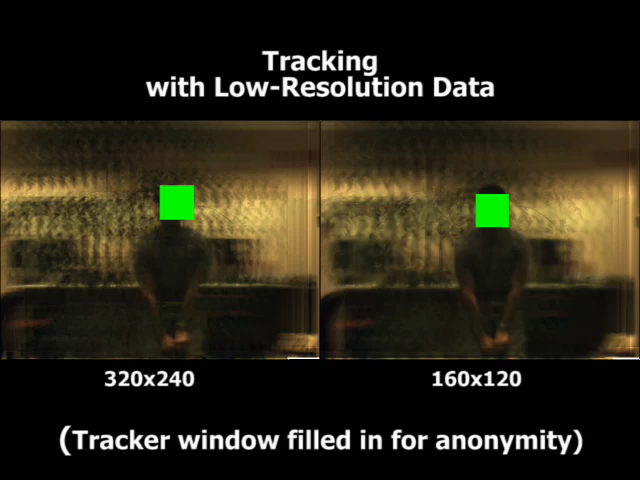 Tracking
with Low-Resolution Data
320x240
160x120
(Tracker window filled in for anonymity)